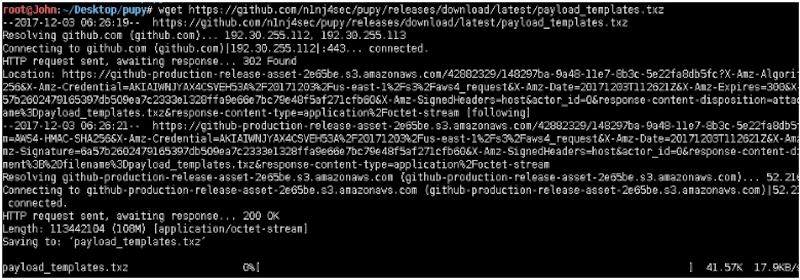 root@John:~/Desktop/pupy# wget https://github.com/n1nj4sec/pupy/releases/download/latest/payload_templates.txz
--2017-12-03 06:26:19-- https://github.com/n1nj4sec/pupy/releases/download/latest/payload_templates.txz
Resolving github.com (github.com)... 192.30.255.112, 192.30.255.113
Connecting to github.com (github.com)|192.30.255.112|:443... connected.
HTTP request sent, awaiting response... 302 Found
Location: https://github-production-release-asset-2e65be.s3.amazonaws.com/42882329/148297ba-9a48-11e7-8b3c-5e22fa8db5fc?X-Amz-Algori
256&X-Amz-Credential=AKIAIWNJYAX4CSVEH53A%2F20171203%2Fus-east-1%2Fs3%2Faws4_request&X-Amz-Date=20171203T112621Z&X-Amz-Expires=300&X-
57b2602479165397db509ea7c2333e1328ffa9e66e7bc79e48f5af271cfb60&X-Amz-SignedHeaders=host&actor_id=0&response-content-disposition=attac
ame%3Dpayload_templates.txz&response-content-type=application%2Foctet-stream [following]
--2017-12-03 06:26:21-- https://github-production-release-asset-2e65be.s3.amazonaws.com/42882329/148297ba-9a48-11e7-8b3c-5e22fa8db5f
m=AWS4-HMAC-SHA256&X-Amz-Credential=AKIAIWNJYAX4CSVEH53A%2F20171203%2Fus-east-1%2Fs3%2Faws4_request&X-Amz-Date=20171203T112621Z&X-Am
mz-Signature=6a57b2602479165397db509ea7c2333e1328ffa9e66e7bc79e48f5af271cfb60&X-Amz-SignedHeaders=host&actor_id=0&response-content-di
ment%3B%20filename%3Dpayload_templates.txz&response-content-type=application%2Foctet-stream
Resolving github-production-release-asset-2e65be.s3.amazonaws.com (github-production-release-asset-2e65be.s3.amazonaws.com)... 52.216
Connecting to github-production-release-asset-2e65be.s3.amazonaws.com (github-production-release-asset-2e65be.s3.amazonaws.com)|52.21
connected.
HTTP request sent, awaiting response... 200 OK
Length: 113442104 (108M) [application/octet-stream]
Saving to: ‘payload_templates.txz’
payload_templates.txz 0%[ ] 41.57K 17.9KB/s